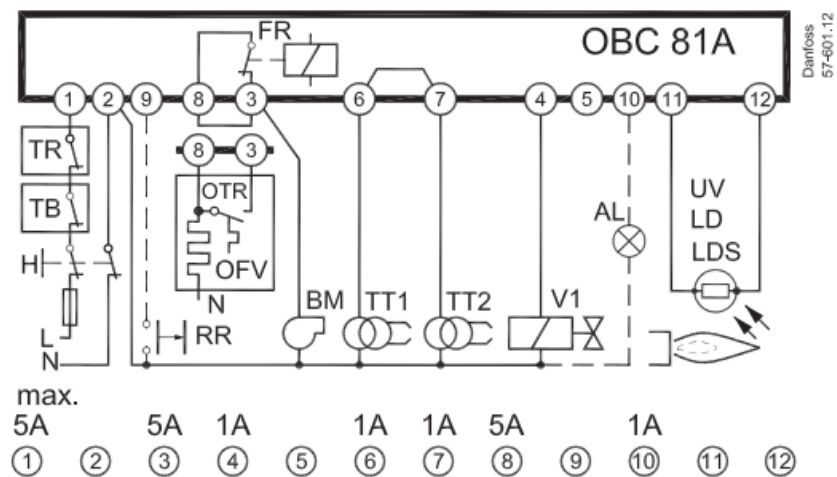 FR
OBC 81A
Danfoss
57-601.12
1 2 9 8 3 6 7 4 5 10 11 12
TR
8 3
TB
OTR
OFV
N
H
L
N
RR
BM
TT1
TT2
V1
AL
UV
LD
LDS
max.
5A 5A 1A 1A 1A 5A 1A
1 2 3 4 5 6 7 8 9 10 11 12